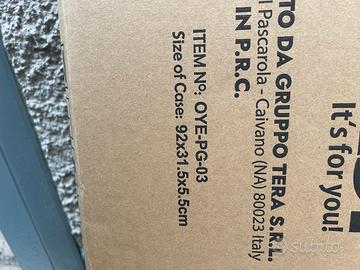 It's for you!
TO DA GRUPPO TERA S.R.L.
I Pascarola - Caivano (NA) 80023 Italy
IN P.R.C.
ITEM N°: OYE-PG-03
Size of Case: 92x31.5x5.5cm
subito